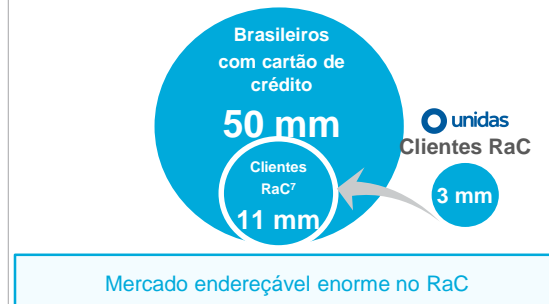 Brasileiros
com cartão de
crédito
50 mm
Clientes
RaC⁷
11 mm
unidas
Clientes RaC
3 mm
Mercado endereçável enorme no RaC